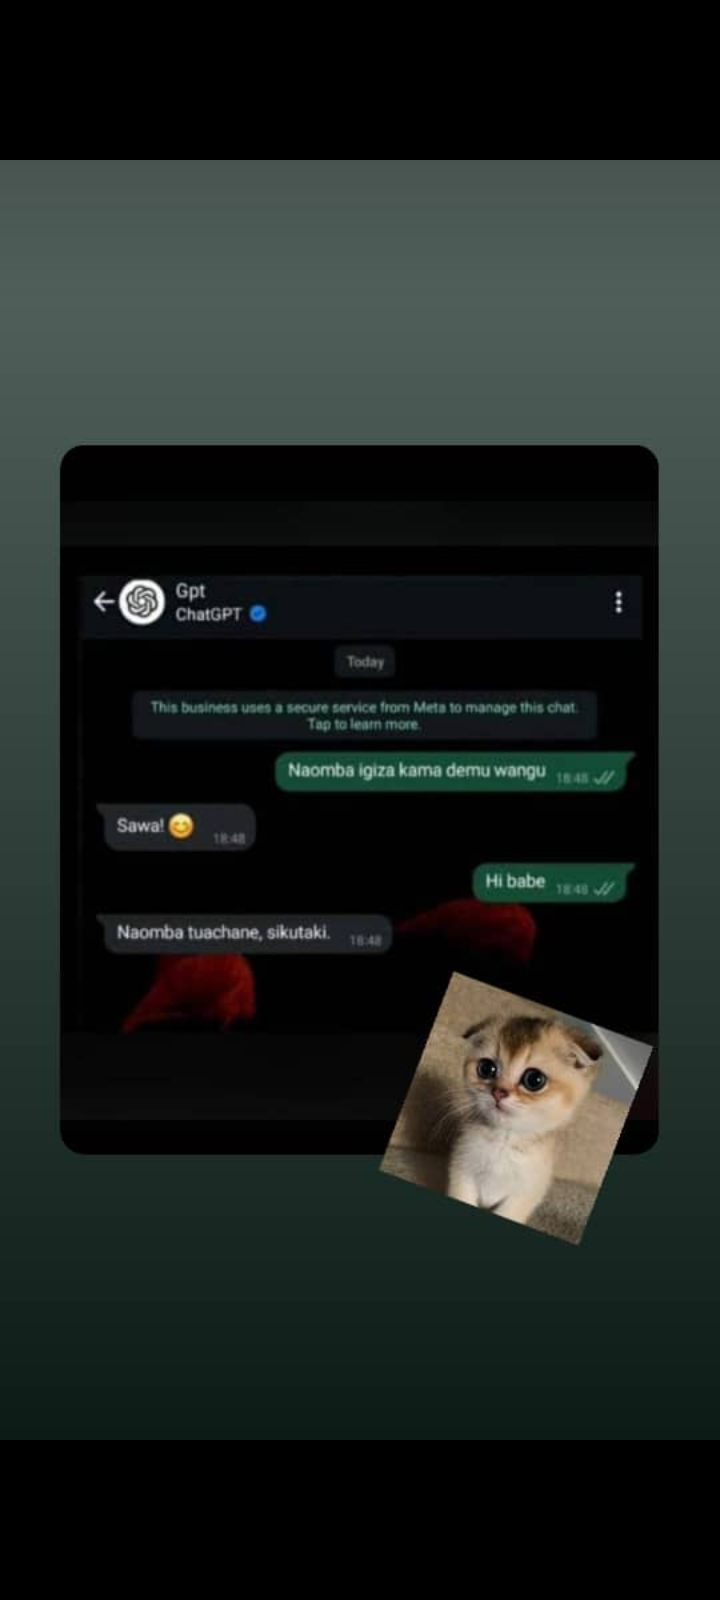 Gpt
ChatGPT
Today
This business uses a secure service from Meta to manage this chat.
Tap to learn more.
Naomba igiza kama demu wangu 18:48
Sawa! 😊 18:48
Hi babe 18:48
Naomba tuachane, sikutaki. 18:48